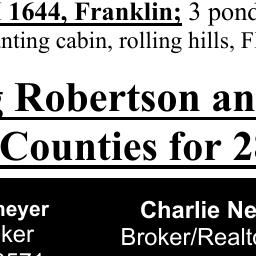 1644, Franklin; 3 pond
nting cabin, rolling hills, F
Robertson an
Counties for 2
meyer
Charlie Ne
ker
Broker/Realto